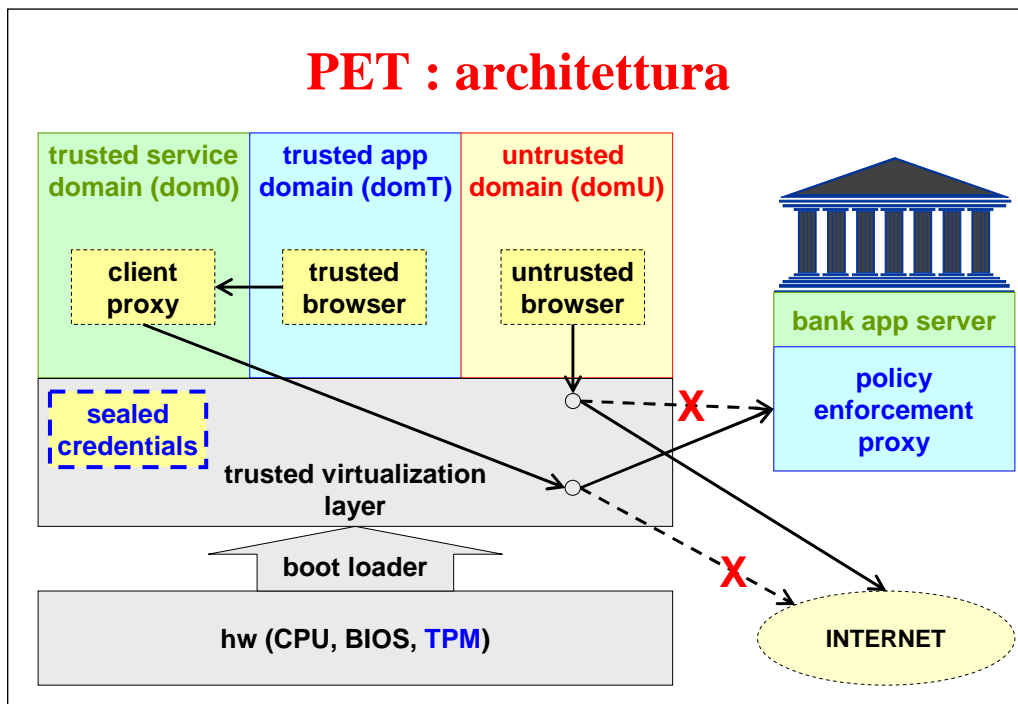 PET : architettura
trusted service
domain (dom0)
trusted app
domain (domT)
untrusted
domain (domU)
client
proxy
trusted
browser
untrusted
browser
bank app server
policy
enforcement
proxy
X
sealed
credentials
trusted virtualization
layer
X
boot loader
hw (CPU, BIOS, TPM)
INTERNET